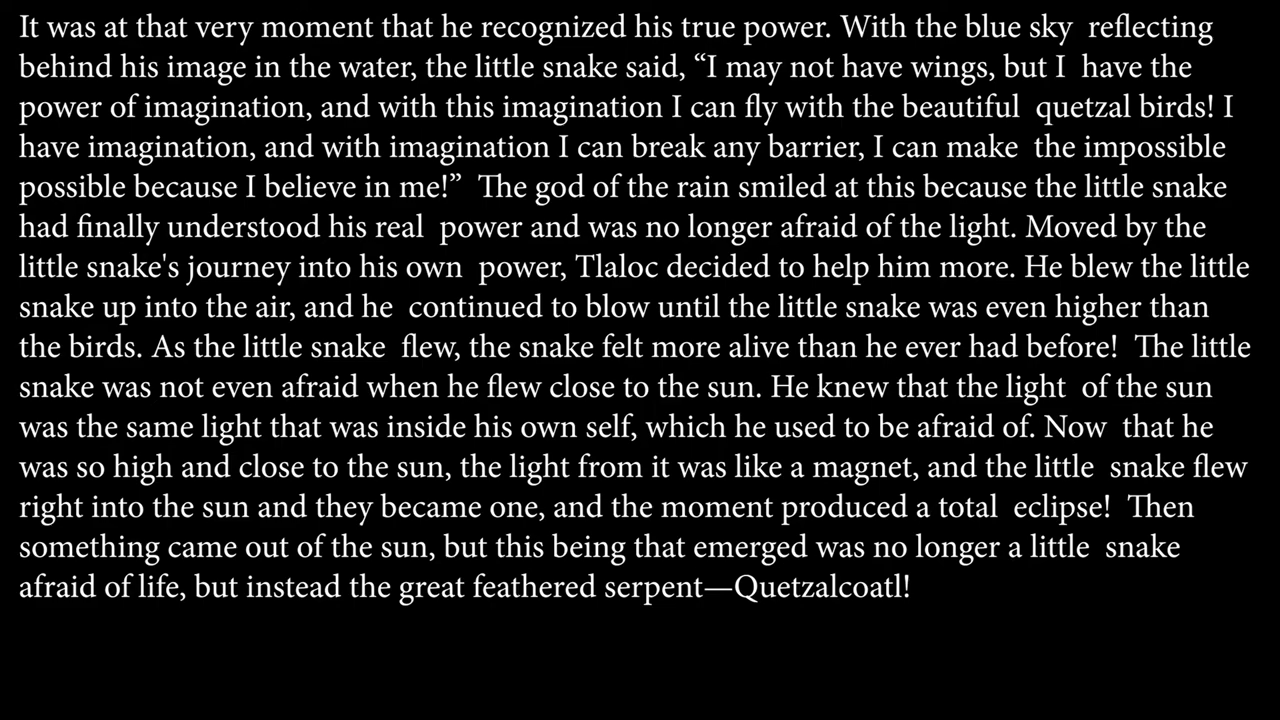 It was at that very moment that he recognized his true power. With the blue sky  reflecting
behind his image in the water, the little snake said, “I may not have wings, but I  have the
power of imagination, and with this imagination I can fly with the beautiful  quetzal birds! I
have imagination, and with imagination I can break any barrier, I can make  the impossible
possible because I believe in me!”  The god of the rain smiled at this because the little snake
had finally understood his real  power and was no longer afraid of the light. Moved by the
little snake's journey into his own  power, Tlaloc decided to help him more. He blew the little
snake up into the air, and he  continued to blow until the little snake was even higher than
the birds. As the little snake  flew, the snake felt more alive than he ever had before!  The little
snake was not even afraid when he flew close to the sun. He knew that the light  of the sun
was the same light that was inside his own self, which he used to be afraid of. Now  that he
was so high and close to the sun, the light from it was like a magnet, and the little  snake flew
right into the sun and they became one, and the moment produced a total  eclipse!  Then
something came out of the sun, but this being that emerged was no longer a little  snake
afraid of life, but instead the great feathered serpent—Quetzalcoatl!